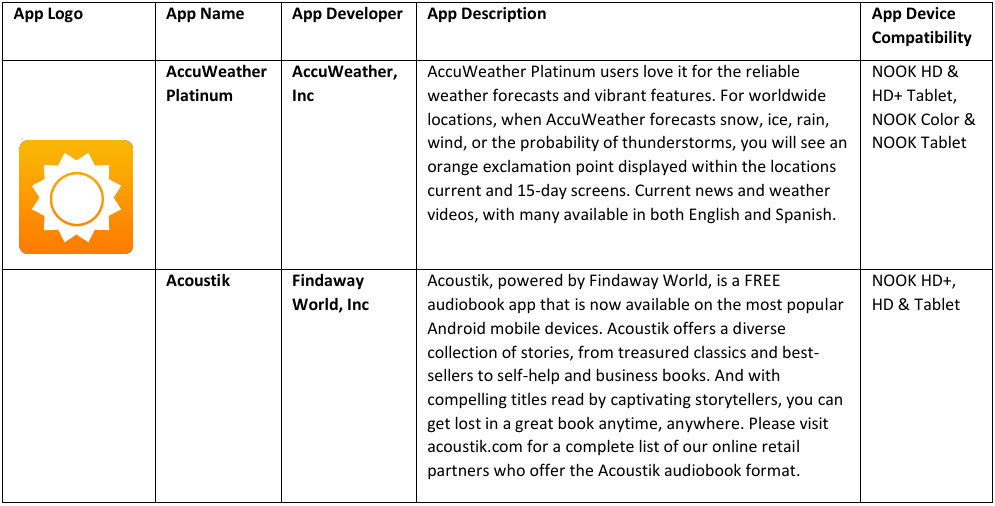 App Logo
App Name
App Developer
App Description
App Device
Compatibility
AccuWeather
Platinum
AccuWeather,
Inc
AccuWeather Platinum users love it for the reliable
weather forecasts and vibrant features. For worldwide
locations, when AccuWeather forecasts snow, ice, rain,
wind, or the probability of thunderstorms, you will see an
orange exclamation point displayed within the locations
current and 15-day screens. Current news and weather
videos, with many available in both English and Spanish.
NOOK HD &
HD+ Tablet,
NOOK Color &
NOOK Tablet
Acoustik
Findaway
World, Inc
Acoustik, powered by Findaway World, is a FREE
audiobook app that is now available on the most popular
Android mobile devices. Acoustik offers a diverse
collection of stories, from treasured classics and best-
sellers to self-help and business books. And with
compelling titles read by captivating storytellers, you can
get lost in a great book anytime, anywhere. Please visit
acoustik.com for a complete list of our online retail
partners who offer the Acoustik audiobook format.
NOOK HD+,
HD & Tablet